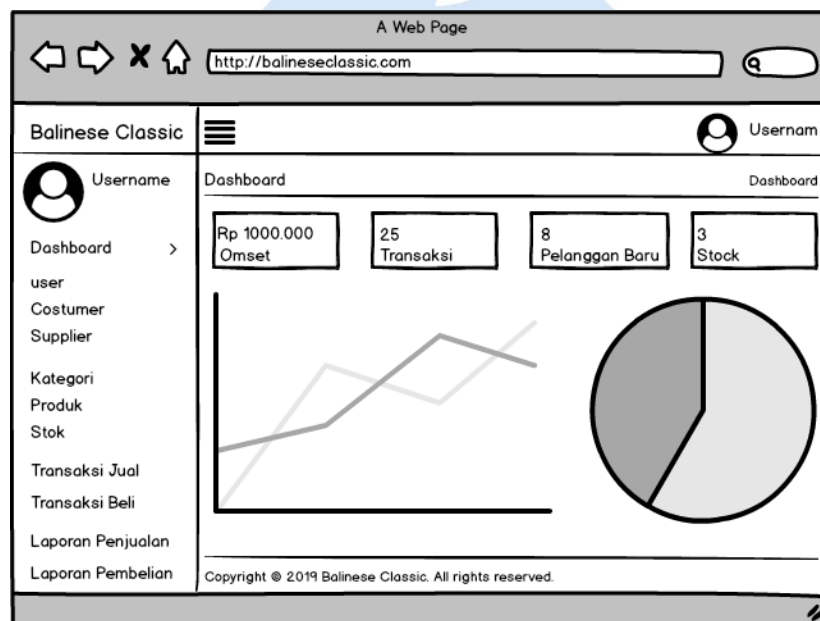 A Web Page
http://balineseclassic.com
Balinese Classic
Usernam
Username
Dashboard
Dashboard
Dashboard
user
Costumer
Supplier
Kategori
Produk
Stok
Transaksi Jual
Transaksi Beli
Laporan Penjualan
Laporan Pembelian
Rp 1000.000
Omset
25
Transaksi
8
Pelanggan Baru
3
Stock
Copyright © 2019 Balinese Classic. All rights reserved.